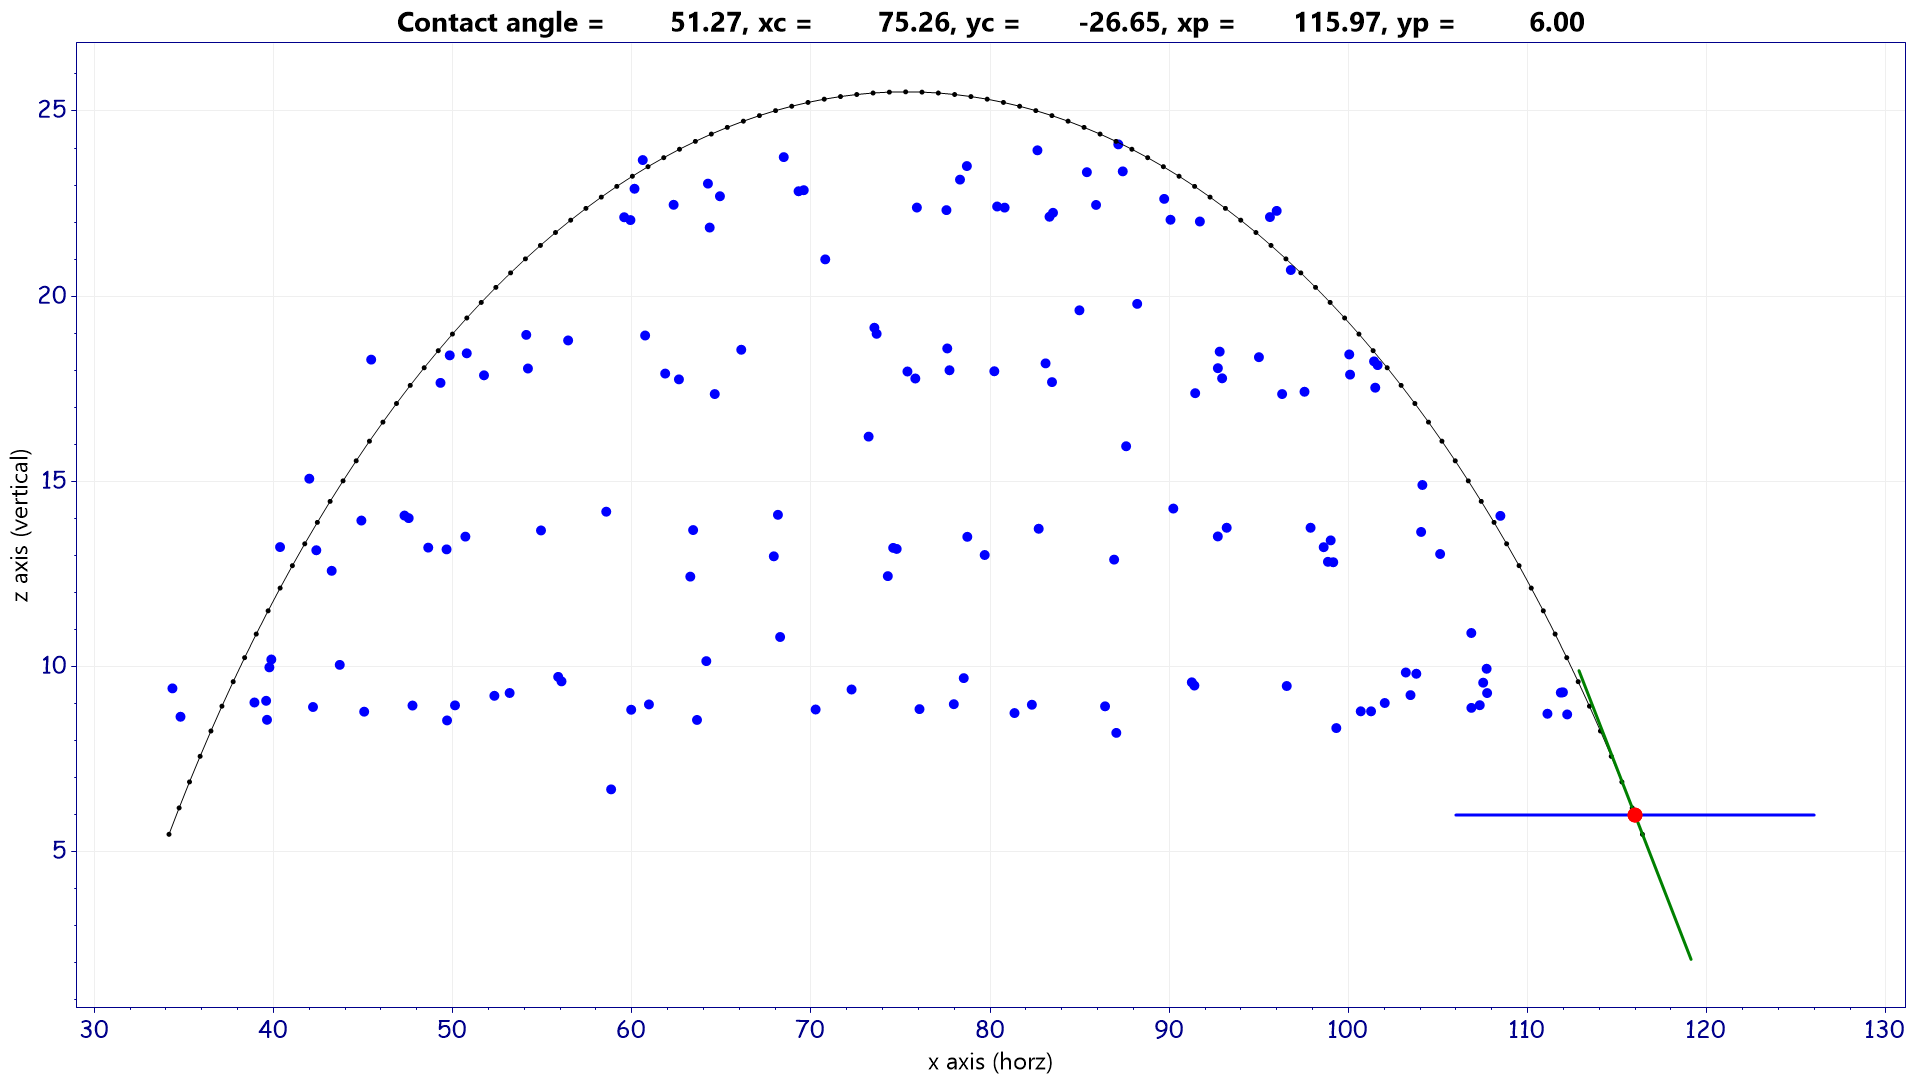 Contact angle = 51.27, xc = 75.26, yc = -26.65, xp = 115.97, yp = 6.00
25
20
15
10
5
z axis (vertical)
30 40 50 60 70 80 90 100 110 120 130
x axis (horz)